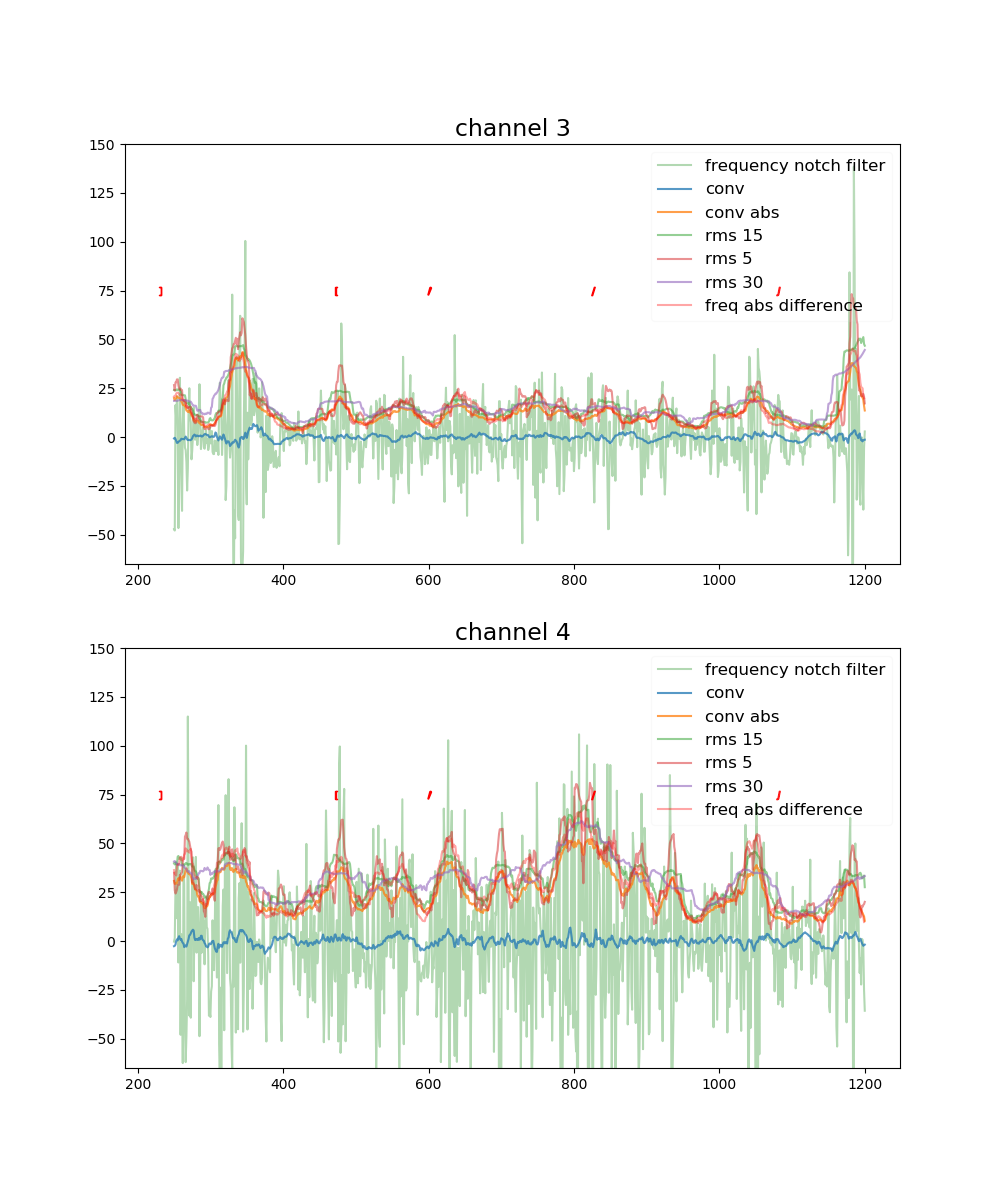 channel 3
150
125
100
75
50
25
0
−25
−50
frequency notch filter
conv
conv abs
rms 15
rms 5
rms 30
freq abs difference
200 400 600 800 1000 1200
channel 4
150
125
100
75
50
25
0
−25
−50
frequency notch filter
conv
conv abs
rms 15
rms 5
rms 30
freq abs difference
200 400 600 800 1000 1200